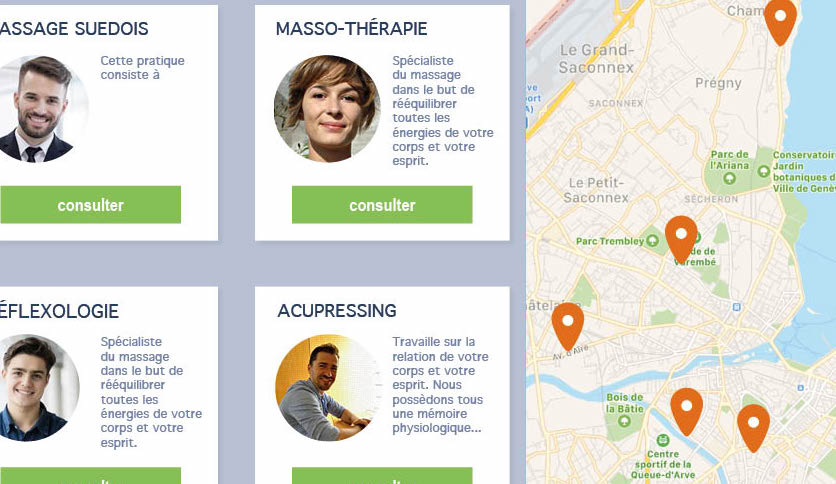 ASSAGE SUEDOIS
Cette pratique
consiste à
consulter
MASSO-THÉRAPIE
Spécialiste
du massage
dans le but de
rééquilibrer
toutes les
énergies de votre
corps et votre
esprit.
consulter
ÉFLEXOLOGIE
Spécialiste
du massage
dans le but de
rééquilibrer
toutes les
énergies de votre
corps et votre
esprit.
ACUPRESSING
Travaille sur la
relation de votre
corps et votre
esprit. Nous
possèdons tous
une mémoire
physiologique...
Cham
Le Grand-
Saconnex
Prégny
SACONNEX
Parc de
l'Ariana
Conservatoir
Jardin
botaniques d
Ville de Genèv
Le Petit-
Saconnex
SÉCHERON
Parc Trembley
de de
Varembé
âtelaine
Av. d'Aïre
Bois de
la Bâtie
Centre
sportif de la
Queue-d'Arve